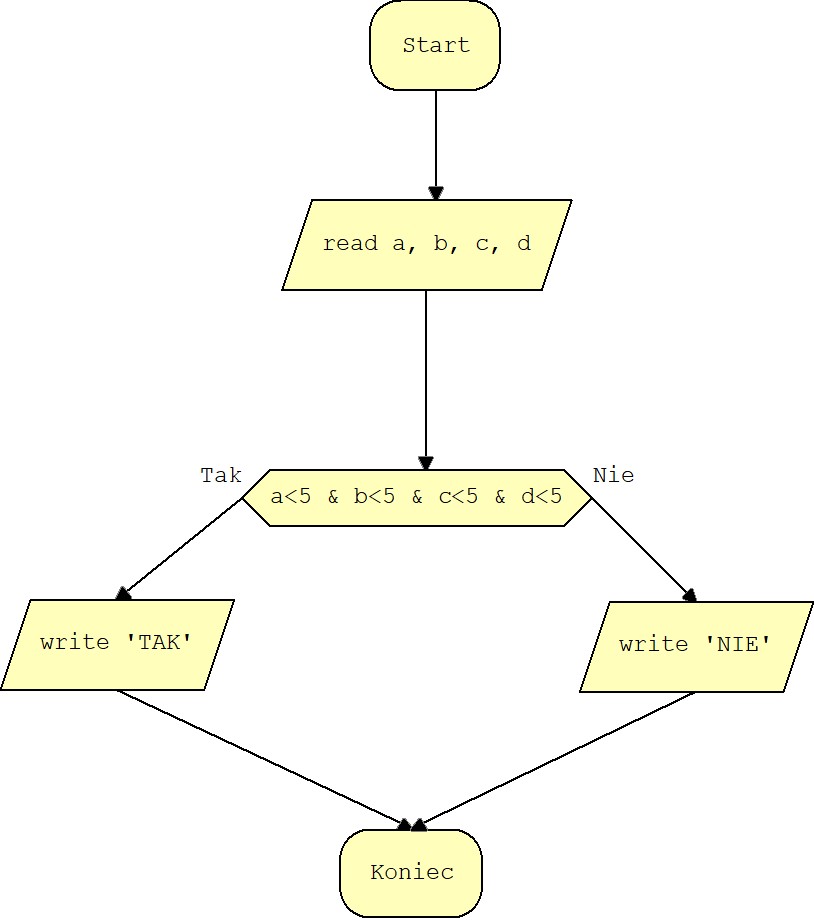 Start
read a, b, c, d
Tak
a<5 & b<5 & c<5 & d<5
Nie
write 'TAK'
write 'NIE'
Koniec